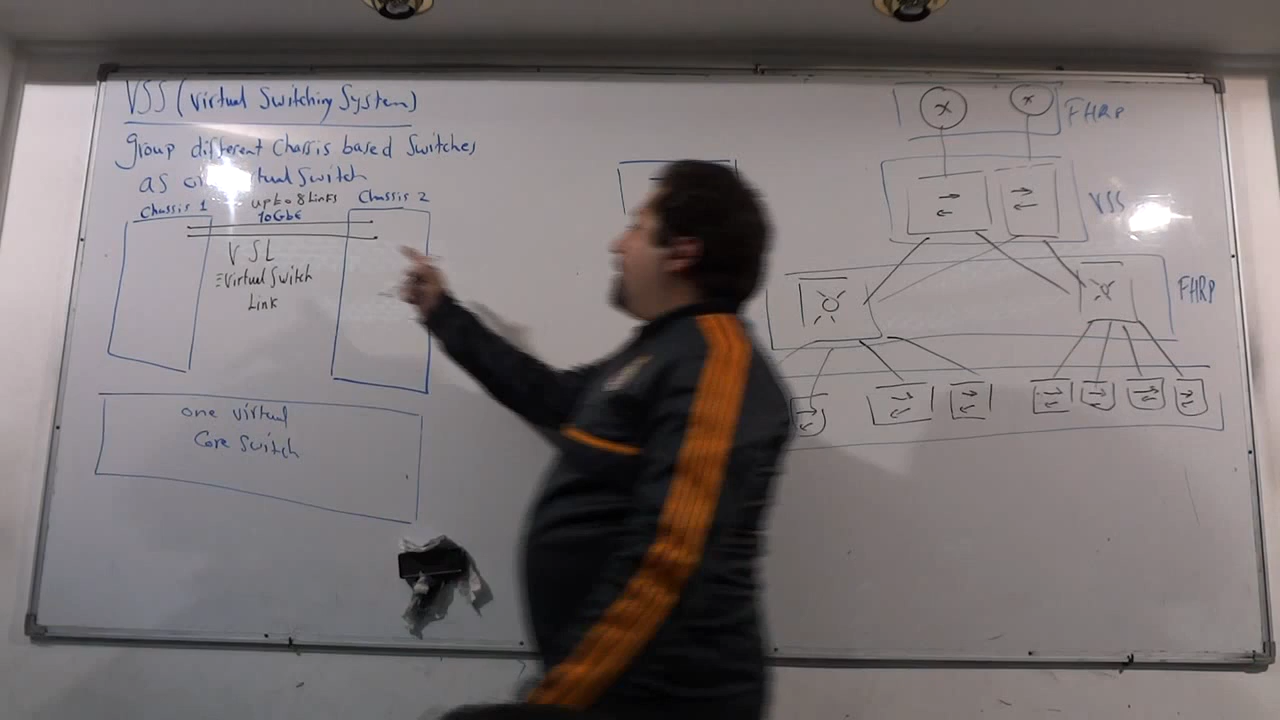 VSS (Virtual Switching System)
Group different Chassis based Switches
as one Virtual Switch
Chassis 1
up to 8 Links
10GbE
Chassis 2
VSL
=Virtual Switch
Link
one virtual
Core Switch
FHRP
VSS
FHRP